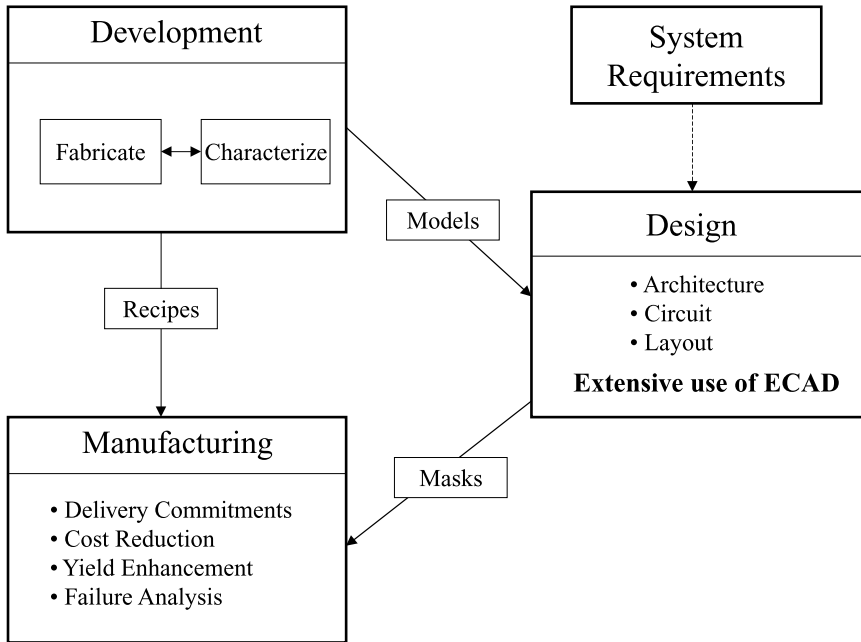 Development
Fabricate
Characterize
System
Requirements
Models
Design
• Architecture
• Circuit
• Layout
Extensive use of ECAD
Recipes
Manufacturing
• Delivery Commitments
• Cost Reduction
• Yield Enhancement
• Failure Analysis
Masks